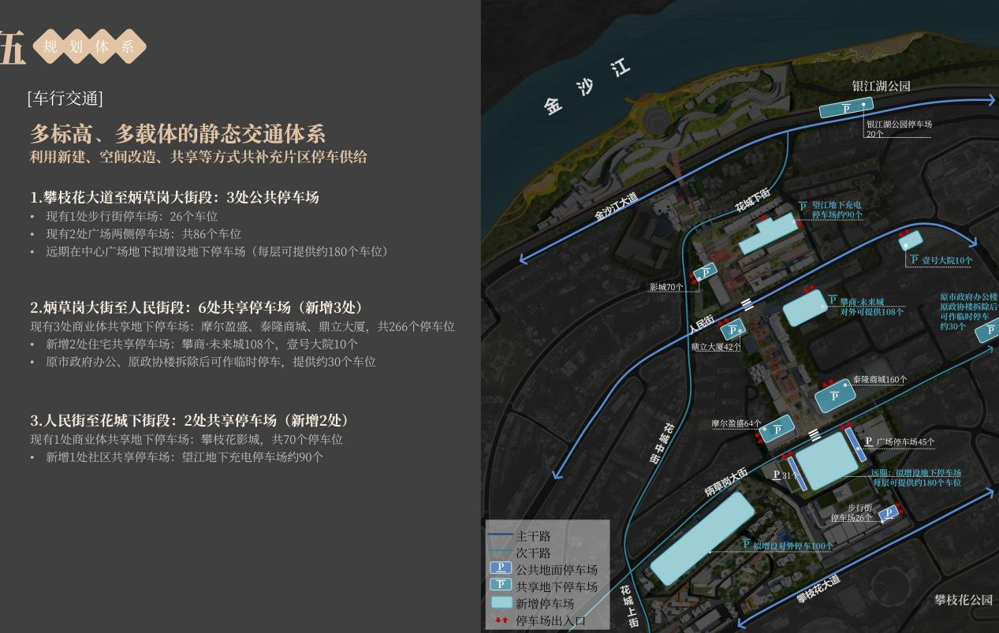 伍
规划体系
[车行交通]
多标高、多载体的静态交通体系
利用新建、空间改造、共享等方式共补充片区停车供给
1.攀枝花大道至炳草岗大街段：3处公共停车场
• 现有1处步行街停车场：26个车位
• 现有2处广场两侧停车场：共86个车位
• 远期在中心广场地下拟增设地下停车场（每层可提供约180个车位）
2.炳草岗大街至人民街段：6处共享停车场（新增3处）
现有3处商业体共享地下停车场：摩尔盈盛、泰隆商城、鼎立大厦，共266个停车位
• 新增2处住宅共享停车场：攀商·未来城108个，壹号大院10个
• 原市政府办公、原政协楼拆除后可作临时停车，提供约30个车位
3.人民街至花城下街段：2处共享停车场（新增2处）
现有1处商业体共享地下停车场：攀枝花影城，共70个停车位
• 新增1处社区共享停车场：望江地下充电停车场约90个
金沙江
银江湖公园
P
银江湖公园停车场
20个
金沙江大道
花城下街
P 望江地下充电
停车场约90个
P 壹号大院10个
P
影城70个
P 攀商·未来城
对外可提供108个
原市政府办公楼
原政协楼拆除后
可作临时停车
约30个
P
人民街
P
鼎立大厦42个
泰隆商城160个
P
摩尔盈盛64个
P
花城中街
P 广场停车场45个
P 31个
远期：拟增设地下停车场
每层可提供约180个车位
炳草岗大街
步行街
停车场26个
P
P 拟增设对外停车100个
攀枝花大道
攀枝花公园
花城上街
主干路
次干路
P 公共地面停车场
P 共享地下停车场
新增停车场
停车场出入口